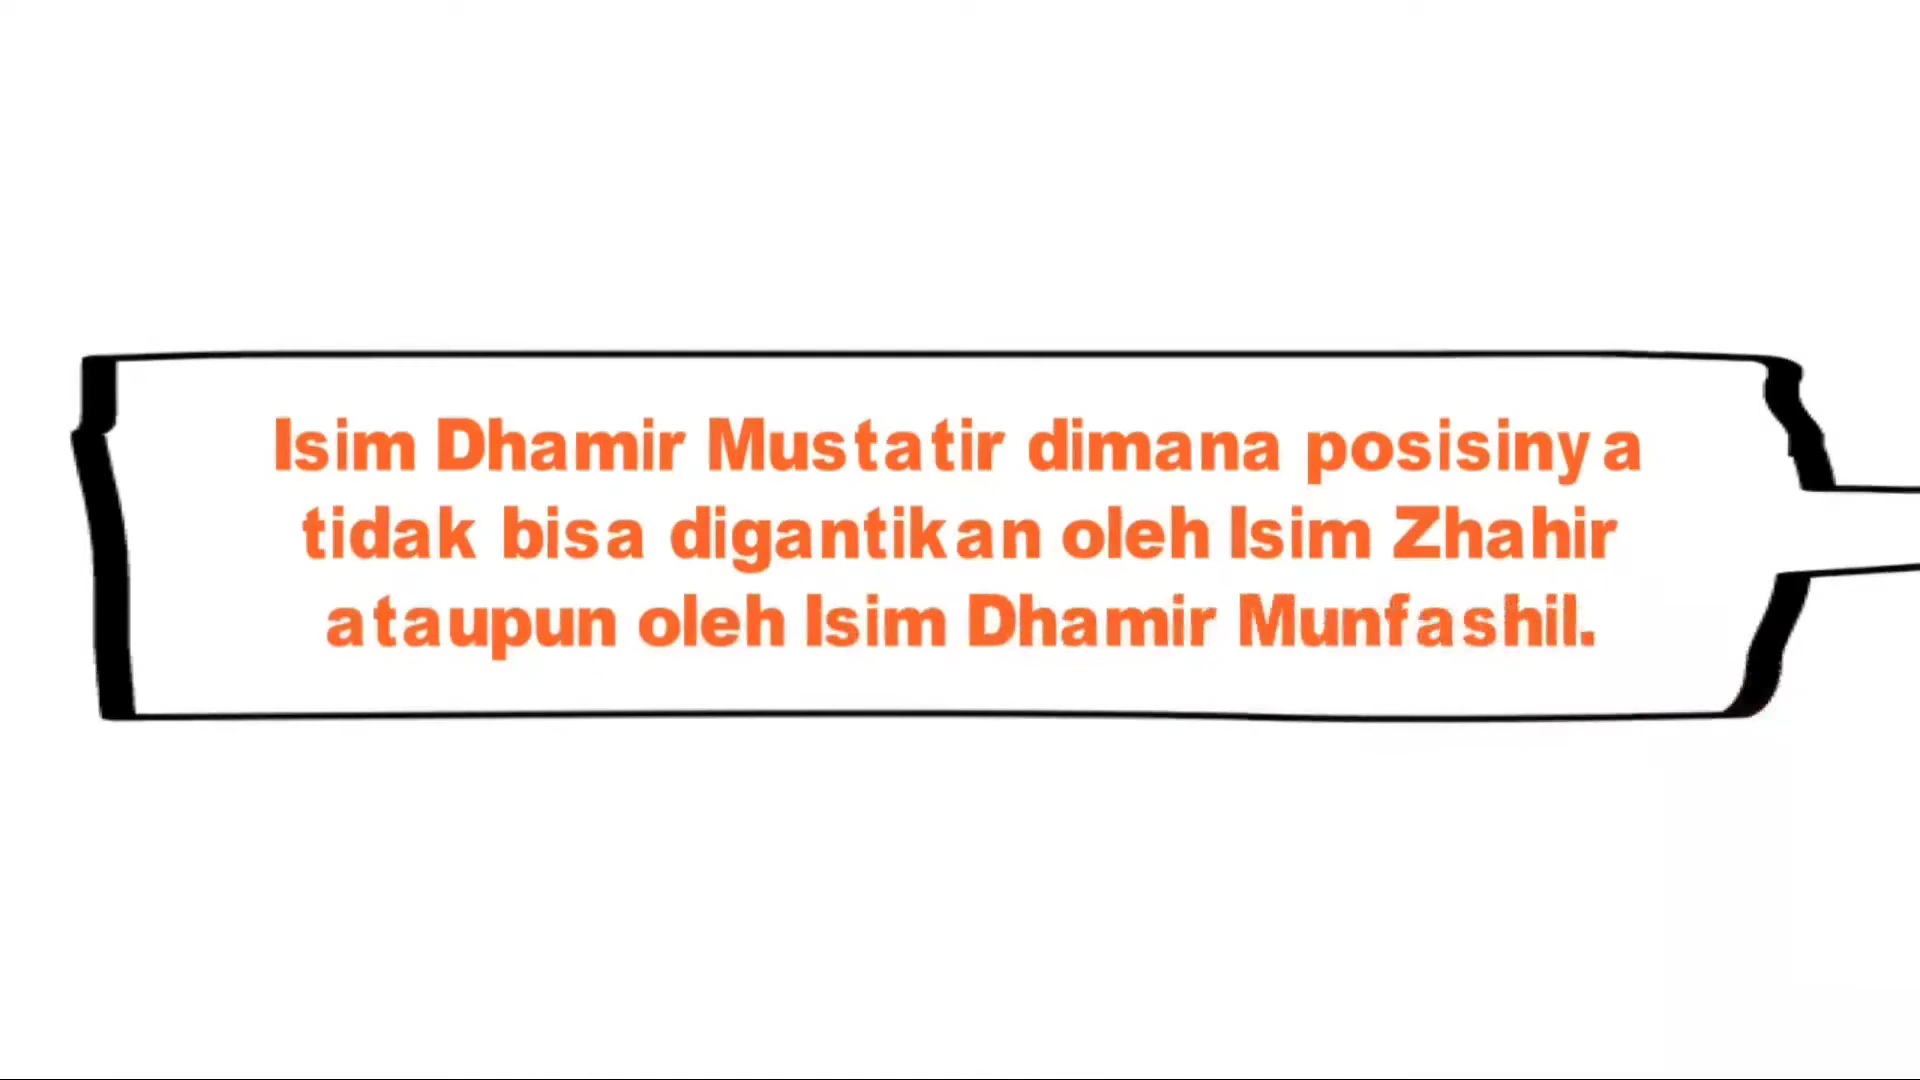 Isim Dhamir Mustatir dimana posisinya
tidak bisa digantikan oleh Isim Zhahir
ataupun oleh Isim Dhamir Munfashil.